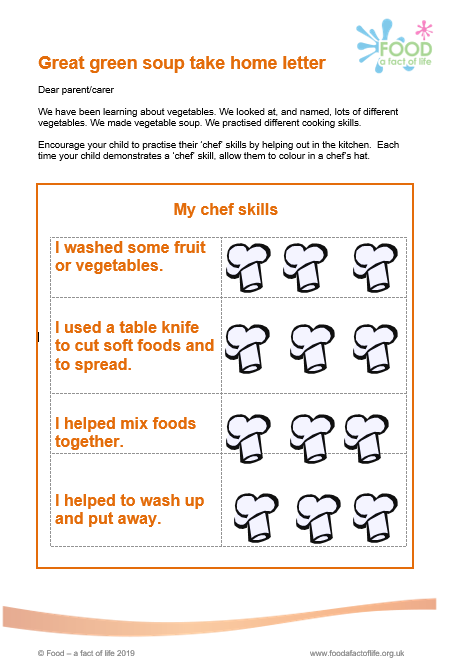 FOOD
a fact of life
Great green soup take home letter
Dear parent/carer
We have been learning about vegetables. We looked at, and named, lots of different
vegetables. We made vegetable soup. We practised different cooking skills.
Encourage your child to practise their ‘chef’ skills by helping out in the kitchen.  Each
time your child demonstrates a ‘chef’ skill, allow them to colour in a chef’s hat.
My chef skills
I washed some fruit
or vegetables.
I used a table knife
to cut soft foods and
to spread.
I helped mix foods
together.
I helped to wash up
and put away.
© Food – a fact of life 2019
www.foodafactoflife.org.uk